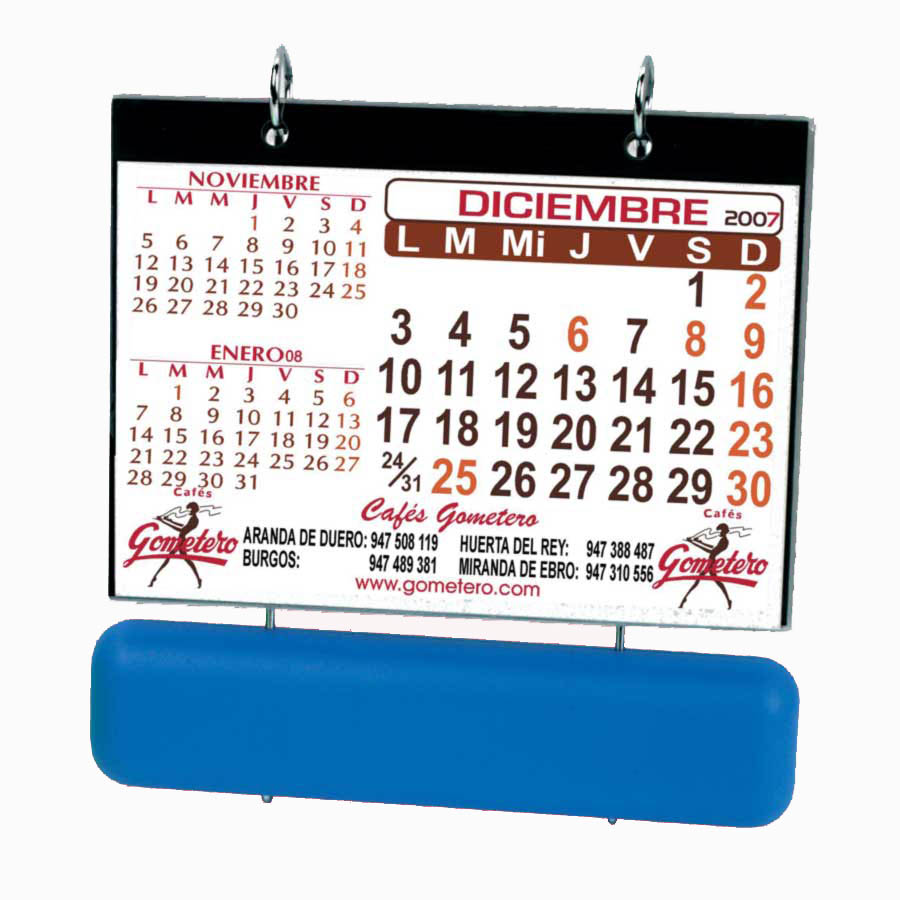 NOVIEMBRE
L M M J V S D
1 2 3 4
5 6 7 8 9 10 11
12 13 14 15 16 17 18
19 20 21 22 23 24 25
26 27 28 29 30
ENERO 08
L M M J V S D
1 2 3 4 5 6
7 8 9 10 11 12 13
14 15 16 17 18 19 20
21 22 23 24 25 26 27
28 29 30 31
DICIEMBRE 2007
L M Mi J V S D
1 2
3 4 5 6 7 8 9
10 11 12 13 14 15 16
17 18 19 20 21 22 23
24/31 25 26 27 28 29 30
Cafés
Gometero
Cafés Gometero
ARANDA DE DUERO: 947 508 119 HUERTA DEL REY: 947 388 487
BURGOS: 947 489 381 MIRANDA DE EBRO: 947 310 556
www.gometero.com
Cafés
Gometero